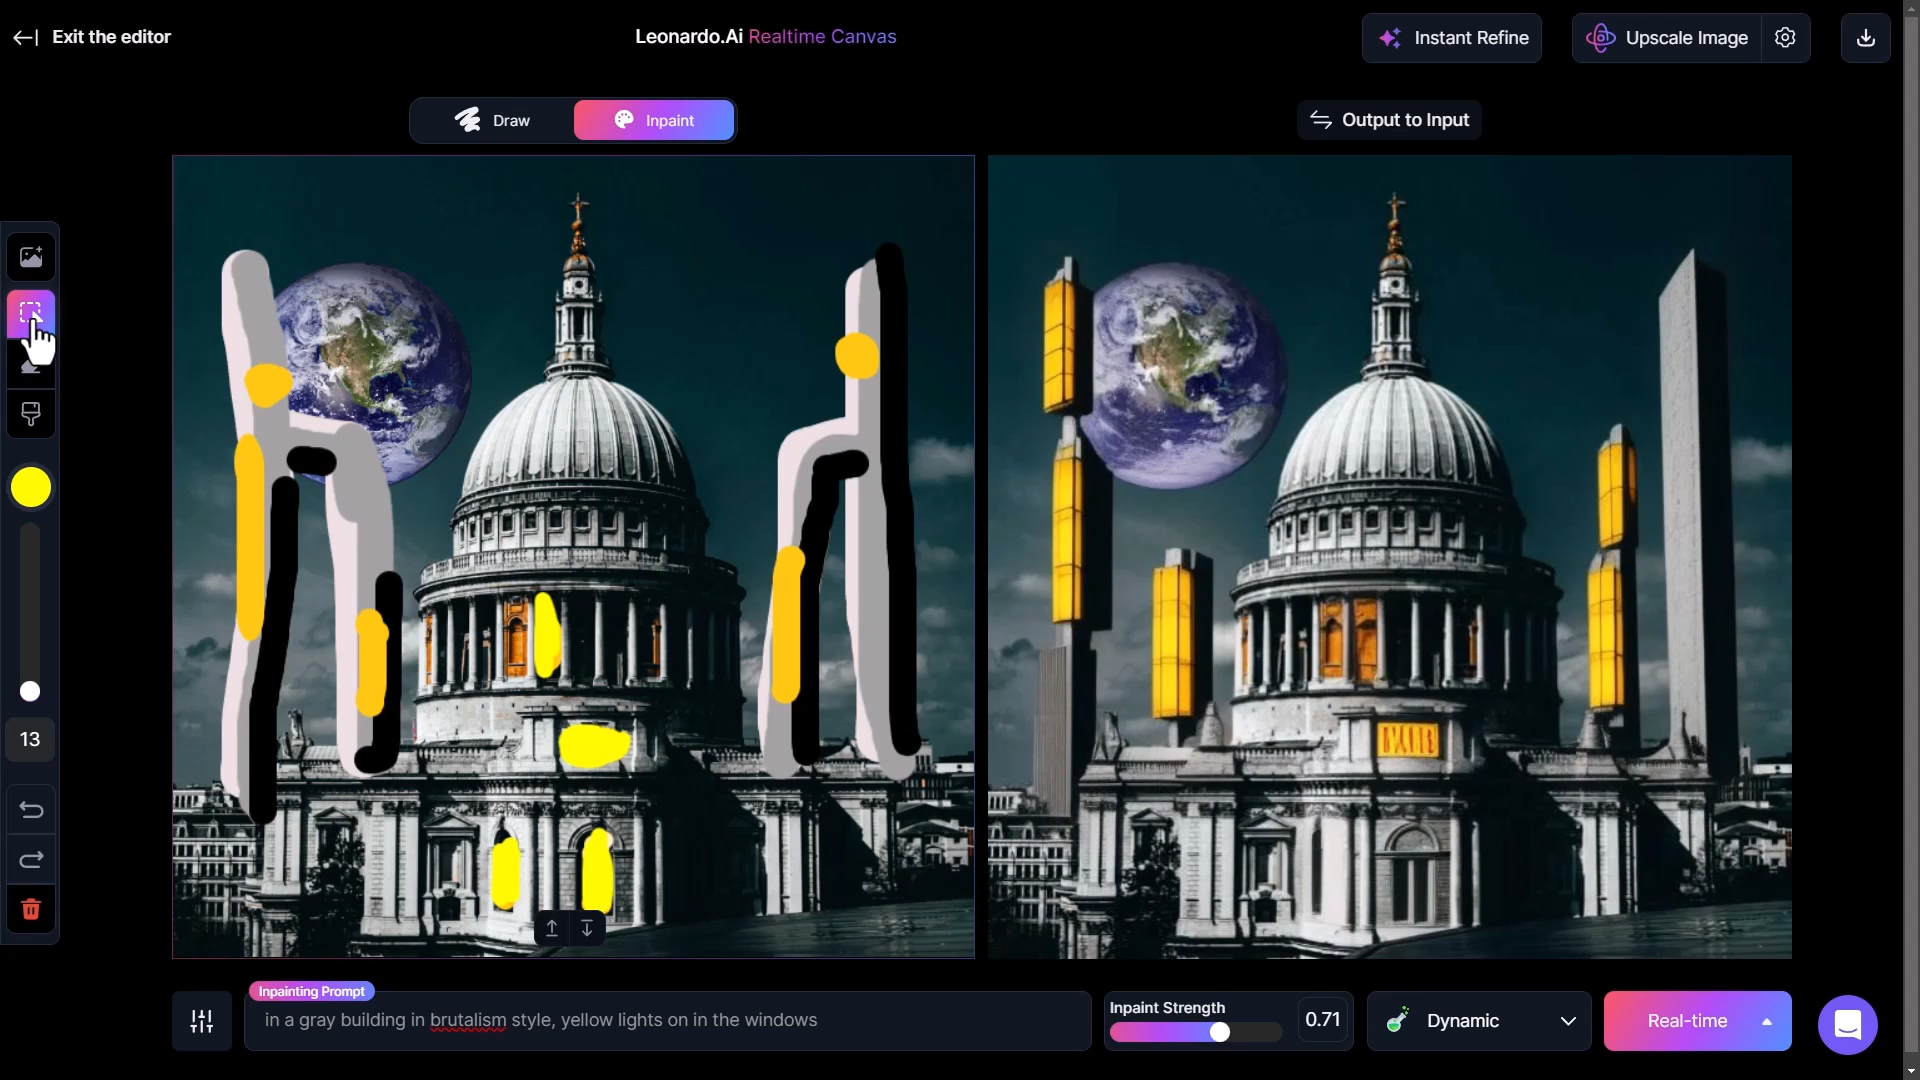 Exit the editor
Leonardo.Ai Realtime Canvas
Instant Refine
Upscale Image
Draw
Inpaint
Output to Input
13
Inpainting Prompt
in a gray building in brutalism style, yellow lights on in the windows
Inpaint Strength
0.71
Dynamic
Real-time